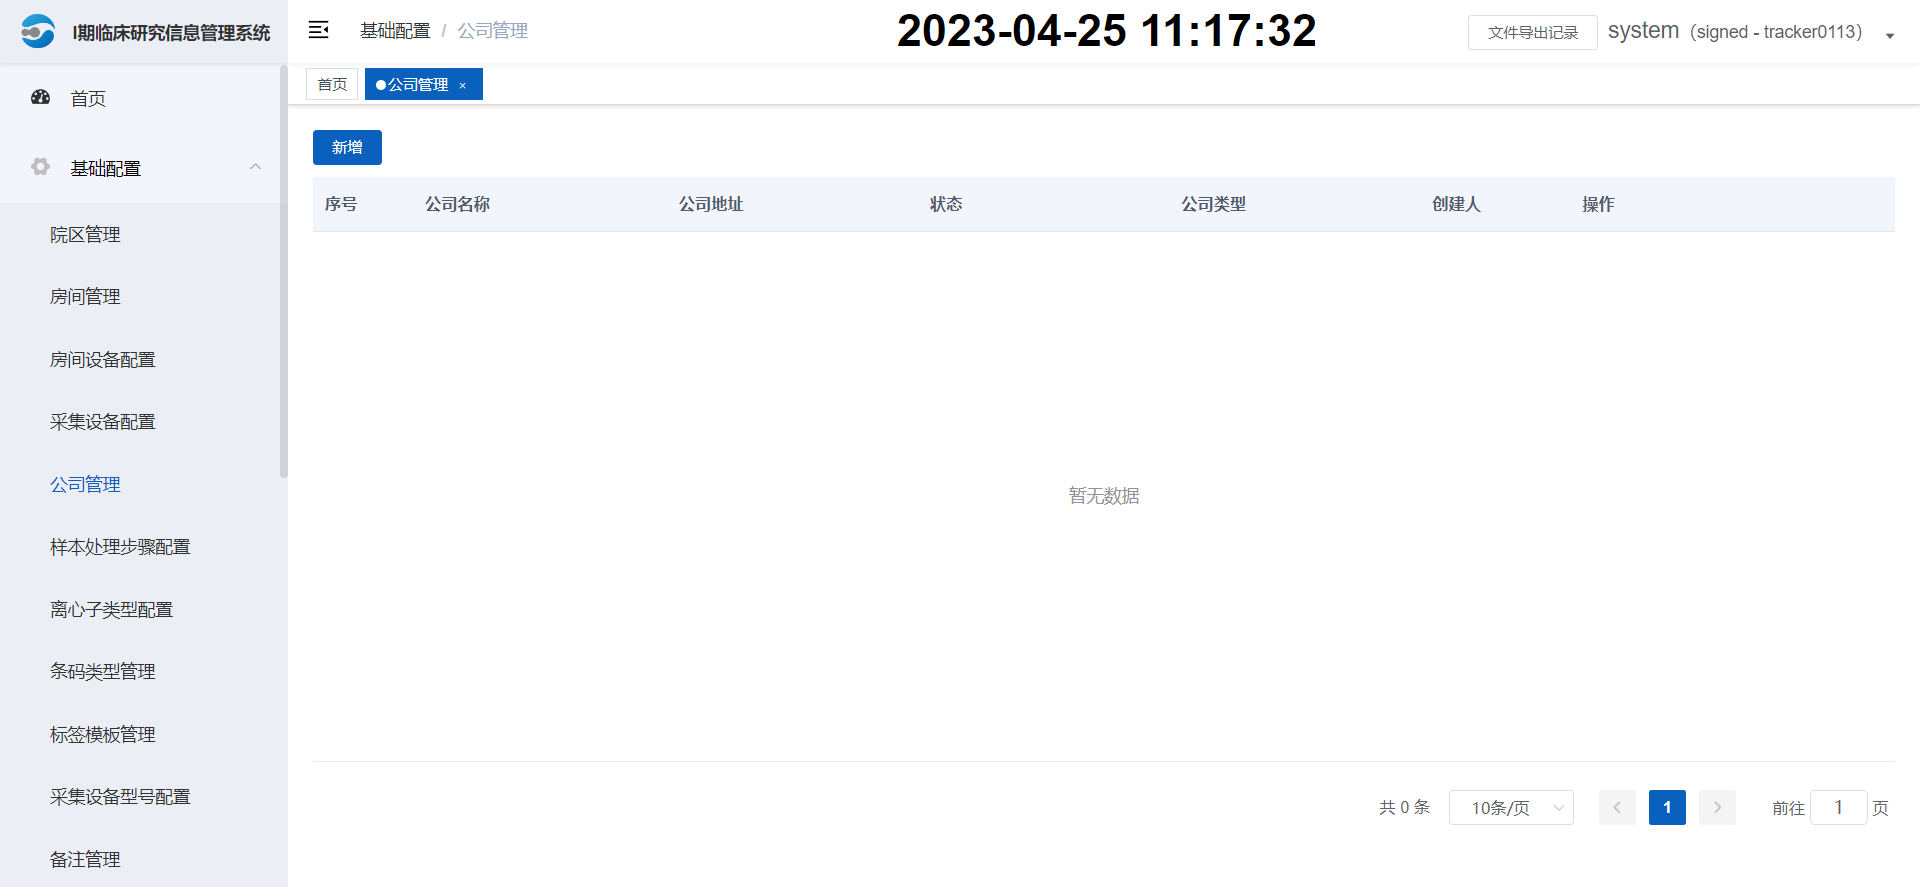 I期临床研究信息管理系统
基础配置 / 公司管理
2023-04-25 11:17:32
文件导出记录
system（signed - tracker0113）
首页
公司管理 ×
首页
基础配置
院区管理
房间管理
房间设备配置
采集设备配置
公司管理
样本处理步骤配置
离心子类型配置
条码类型管理
标签模板管理
采集设备型号配置
备注管理
新增
序号 公司名称 公司地址 状态 公司类型 创建人 操作
暂无数据
共 0 条 10条/页 1 前往 1 页